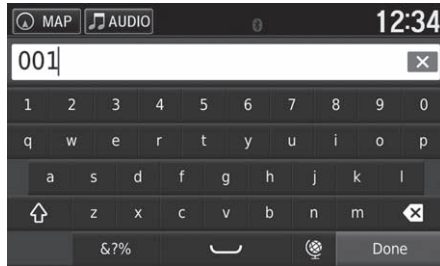 MAP AUDIO 12:34
001
1 2 3 4 5 6 7 8 9 0
q w e r t y u i o p
a s d f g h j k l
z x c v b n m
&?% Done